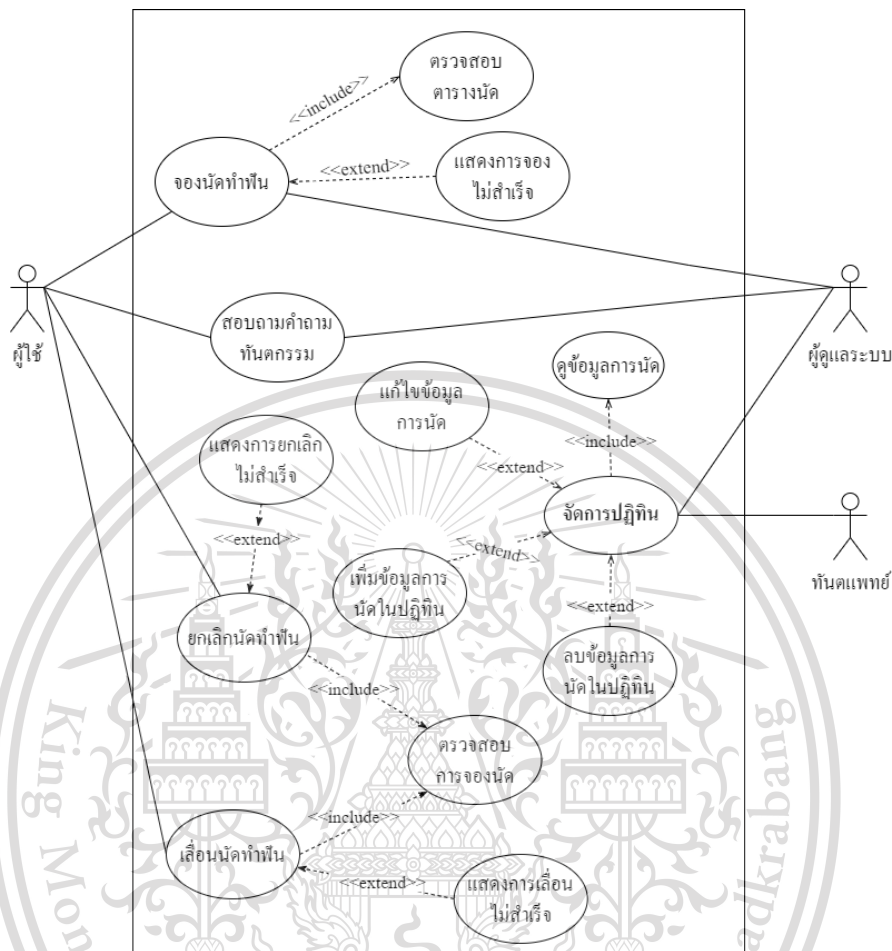 ตรวจสอบ
ตารางนัด
<<include>>
จองนัดทำฟัน
<<extend>>
แสดงการจอง
ไม่สำเร็จ
ผู้ใช้
สอบถามคำถาม
ทันตกรรม
ผู้ดูแลระบบ
ดูข้อมูลการนัด
แก้ไขข้อมูล
การนัด
<<include>>
แสดงการยกเลิก
ไม่สำเร็จ
<<extend>>
จัดการปฏิทิน
<<extend>>
<<extend>>
ทันตแพทย์
เพิ่มข้อมูลการ
นัดในปฏิทิน
<<extend>>
ยกเลิกนัดทำฟัน
ลบข้อมูลการ
นัดในปฏิทิน
<<include>>
ตรวจสอบ
การจองนัด
<<include>>
เลื่อนนัดทำฟัน
<<extend>>
แสดงการเลื่อน
ไม่สำเร็จ
King Mon
adkrabang